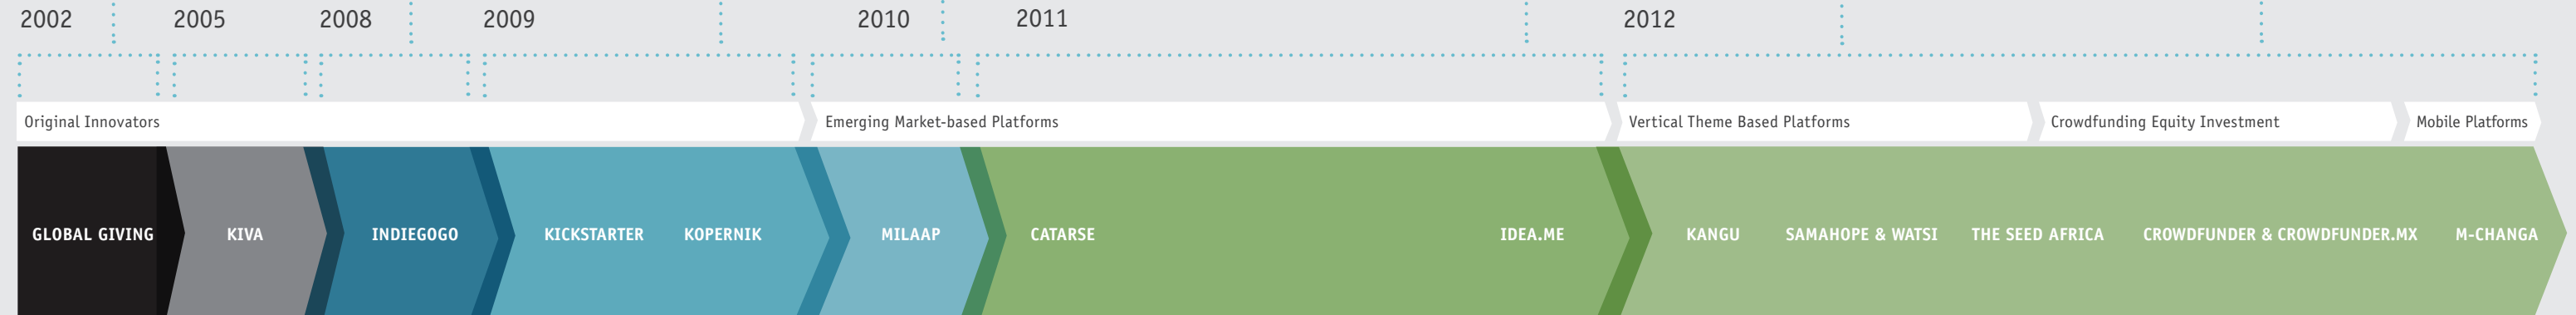 2002 2005 2008 2009 2010 2011 2012
Original Innovators Emerging Market-based Platforms Vertical Theme Based Platforms Crowdfunding Equity Investment Mobile Platforms
GLOBAL GIVING KIVA INDIEGOGO KICKSTARTER KOPERNIK MILAAP CATARSE IDEA.ME KANGU SAMAHOPE & WATSI THE SEED AFRICA CROWDFUNDER & CROWDFUNDER.MX M-CHANGA